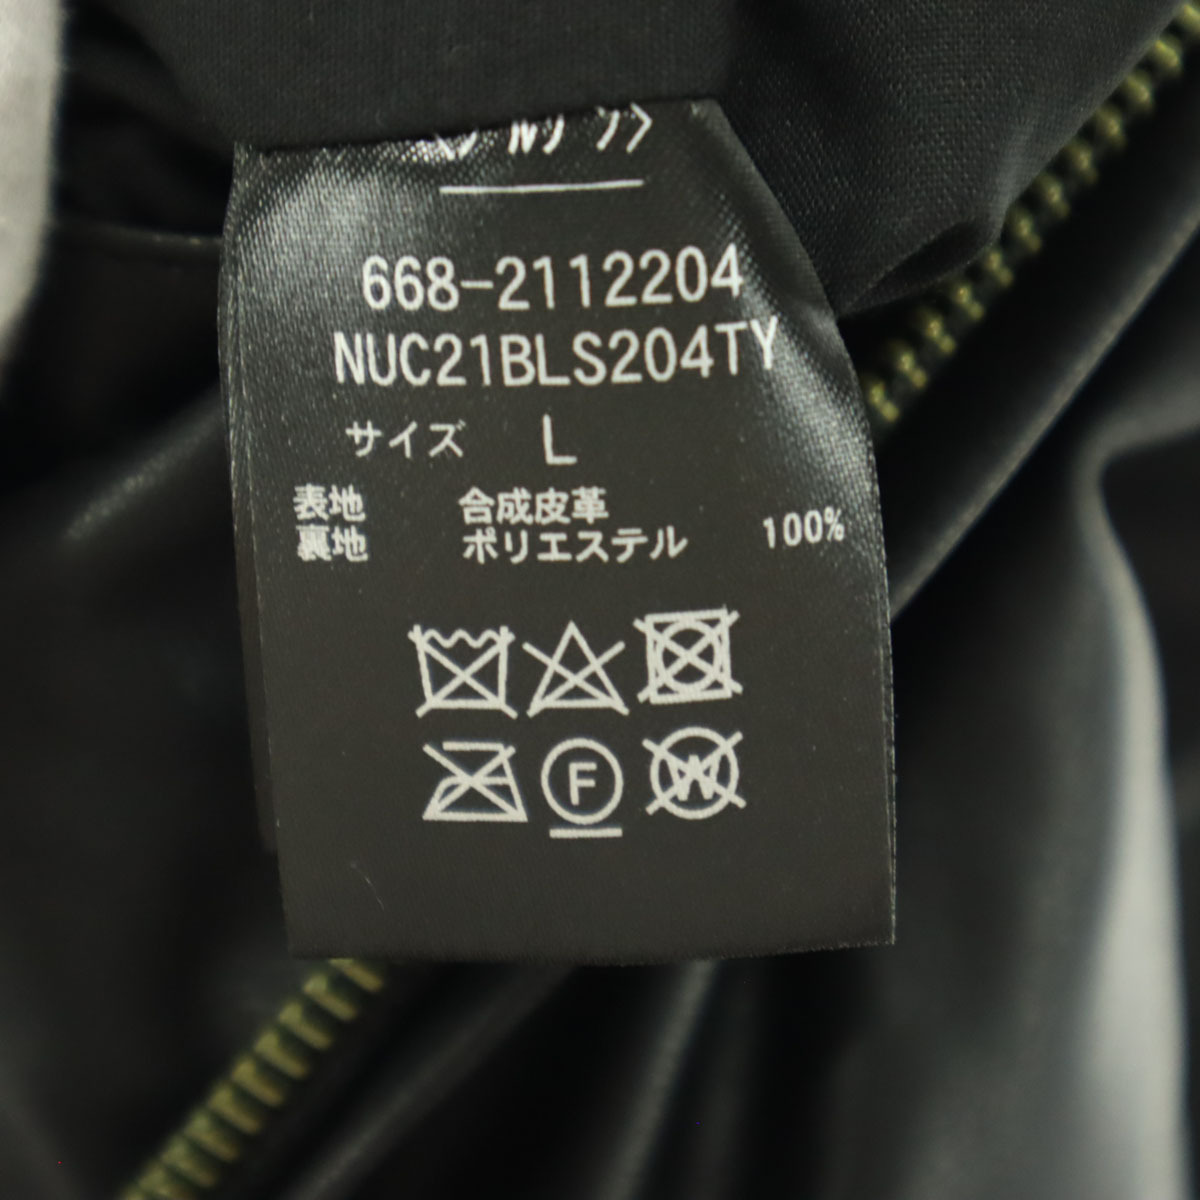 668-2112204
NUC21BLS204TY
サイズ L
表地 合成皮革
裏地 ポリエステル 100%
F
W